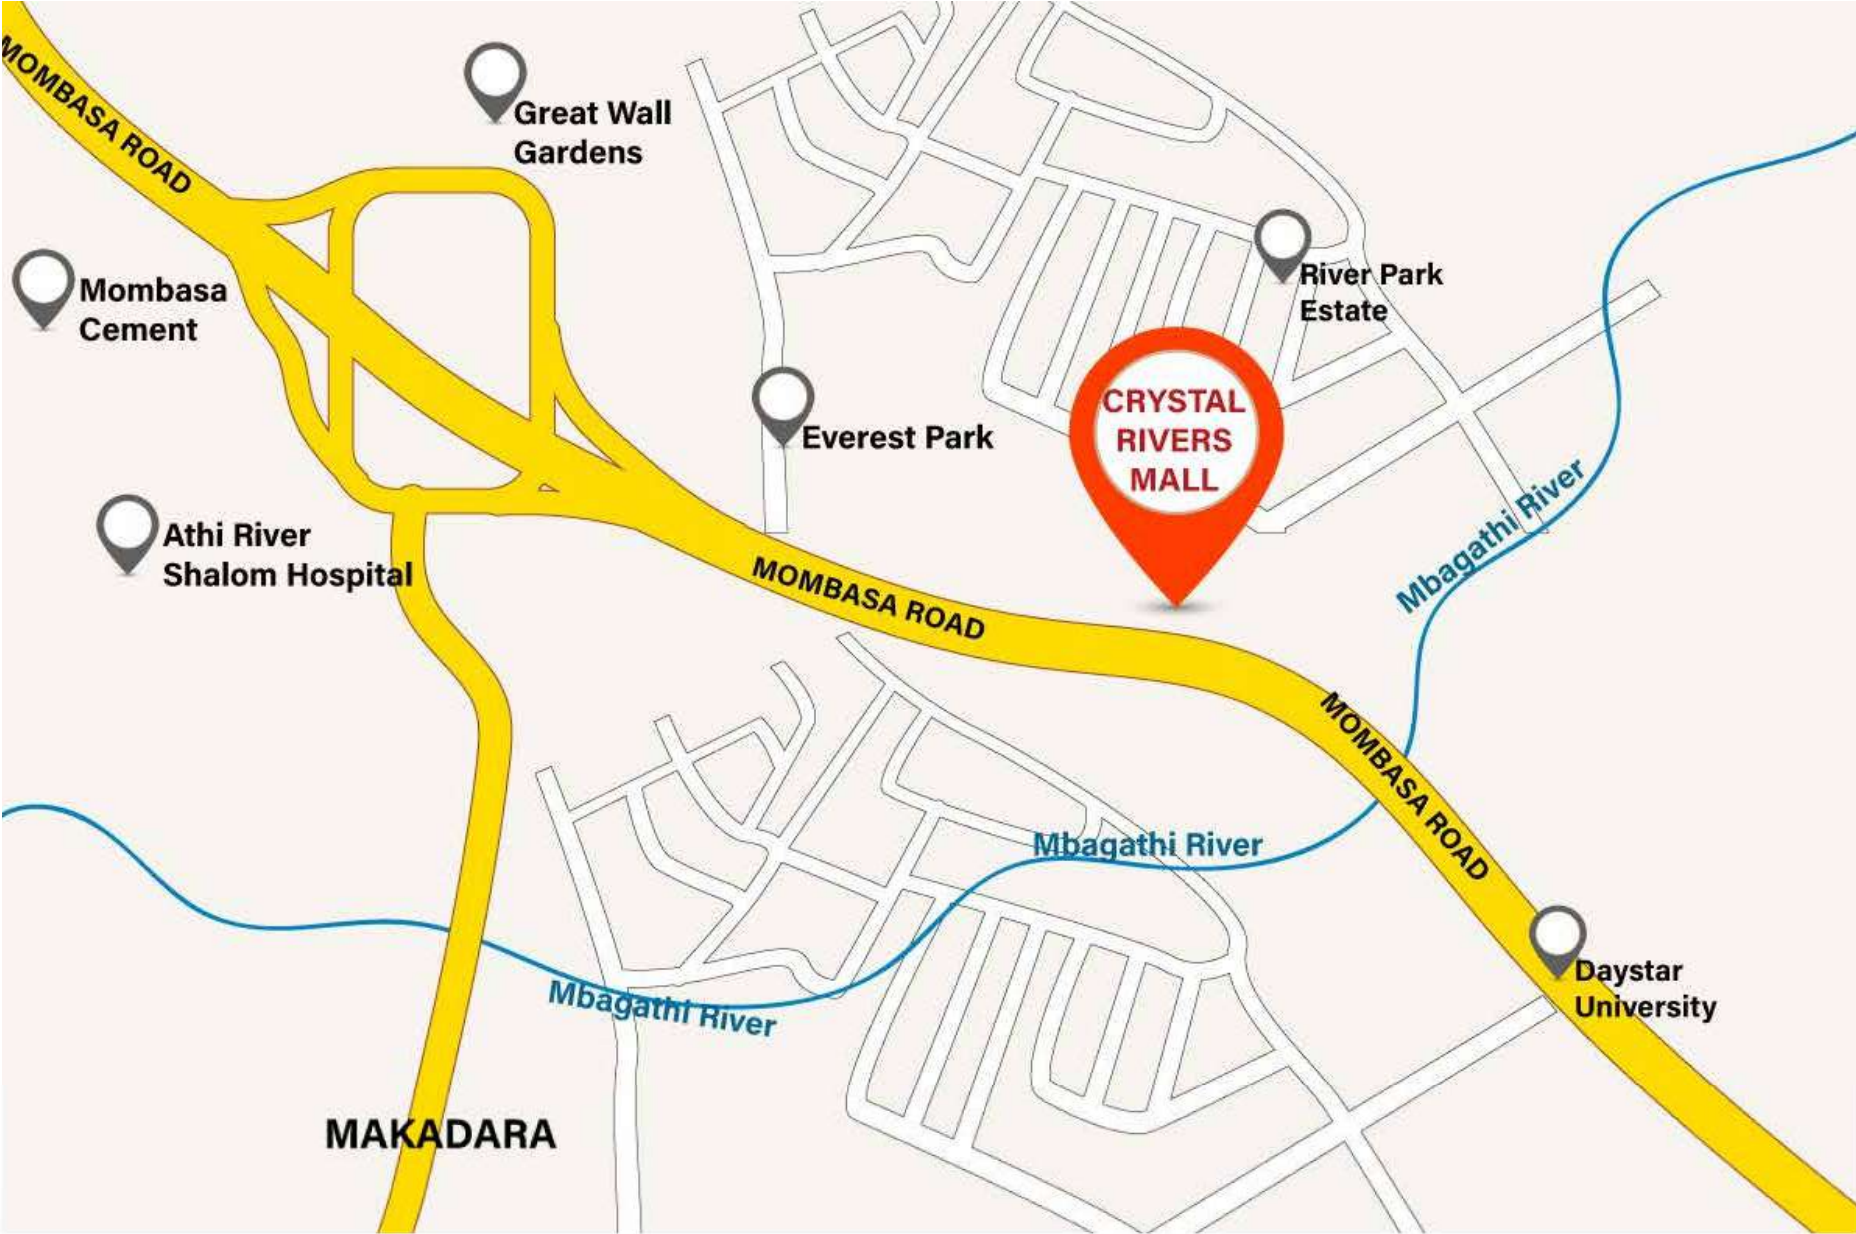 MOMBASA ROAD
Great Wall
Gardens
Mombasa
Cement
River Park
Estate
CRYSTAL
RIVERS
MALL
Everest Park
Athi River
Shalom Hospital
Mbagathi River
MOMBASA ROAD
MOMBASA ROAD
Mbagathi River
Daystar
University
Mbagathi River
MAKADARA